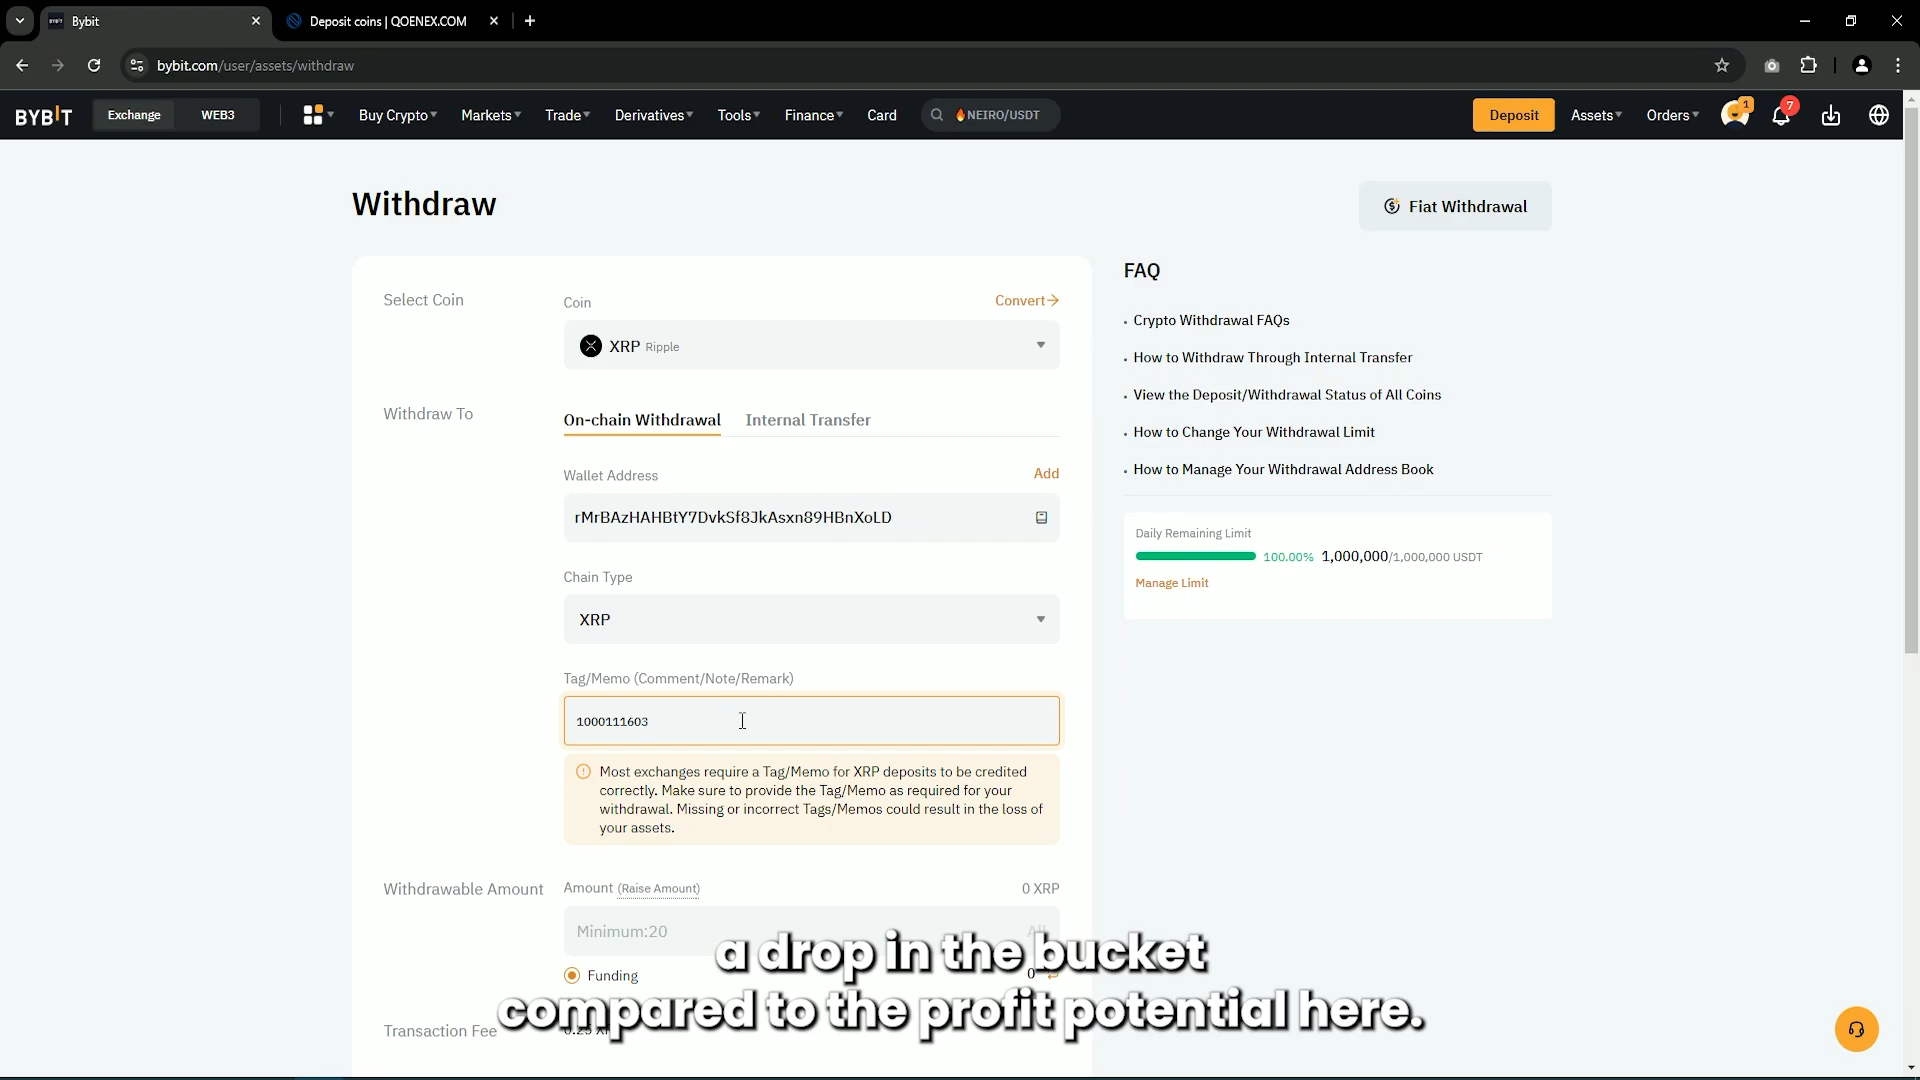 Bybit
Deposit coins | QOENEX.COM
bybit.com/user/assets/withdraw
BYBIT
Exchange
WEB3
Buy Crypto
Markets
Trade
Derivatives
Tools
Finance
Card
NEIRO/USDT
Deposit
Assets
Orders
1
7
Withdraw
Fiat Withdrawal
Select Coin
Coin
Convert
XRP Ripple
Withdraw To
On-chain Withdrawal
Internal Transfer
Wallet Address
Add
rMrBAzHAHBtY7DvkSf8JkAsxn89HBnXoLD
Chain Type
XRP
Tag/Memo (Comment/Note/Remark)
1000111603
Most exchanges require a Tag/Memo for XRP deposits to be credited
correctly. Make sure to provide the Tag/Memo as required for your
withdrawal. Missing or incorrect Tags/Memos could result in the loss of
your assets.
Withdrawable Amount
Amount (Raise Amount)
0 XRP
Minimum:20
Funding
0
Transaction Fee
FAQ
Crypto Withdrawal FAQs
How to Withdraw Through Internal Transfer
View the Deposit/Withdrawal Status of All Coins
How to Change Your Withdrawal Limit
How to Manage Your Withdrawal Address Book
Daily Remaining Limit
100.00% 1,000,000/1,000,000 USDT
Manage Limit
a drop in the bucket
compared to the profit potential here.